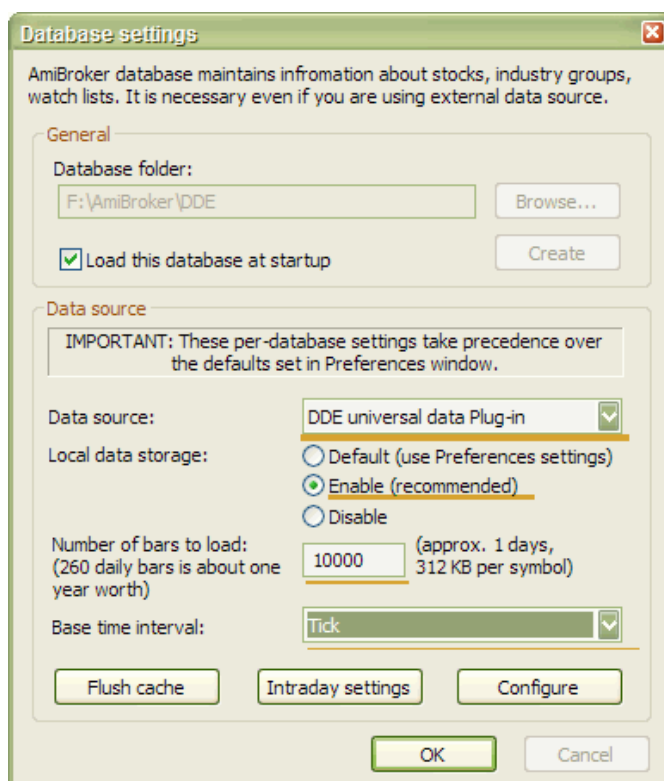 Database settings
AmiBroker database maintains infromation about stocks, industry groups,
watch lists. It is necessary even if you are using external data source.
General
Database folder:
F:\AmiBroker\DDE
Browse...
Load this database at startup
Create
Data source
IMPORTANT: These per-database settings take precedence over
the defaults set in Preferences window.
Data source:
DDE universal data Plug-in
Local data storage:
Default (use Preferences settings)
Enable (recommended)
Disable
Number of bars to load:
(260 daily bars is about one
year worth)
10000
(approx. 1 days,
312 KB per symbol)
Base time interval:
Tick
Flush cache
Intraday settings
Configure
OK
Cancel